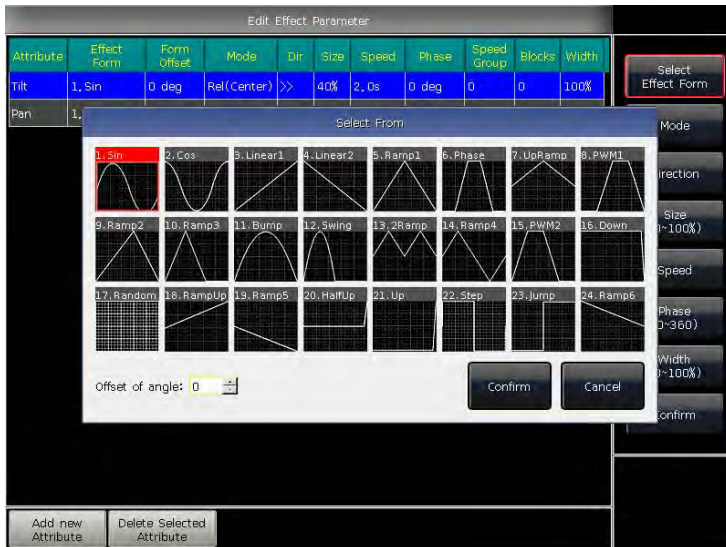 Edit Effect Parameter
Attribute Effect Form Form Offset Mode Dir Size Speed Phase Speed Group Blocks Width
Tilt 1.Sin 0 deg Rel(Center) >> 40% 2.0s 0 deg 0 0 100%
Pan 1.
Select From
1.Sin 2.Cos 3.Linear1 4.Linear2 5.Ramp1 6.Phase 7.UpRamp 8.PWM1
9.Ramp2 10.Ramp3 11.Bump 12.Swing 13.2Ramp 14.Ramp4 15.PWM2 16.Down
17.Random 18.RampUp 19.Ramp5 20.HalfUp 21.Up 22.Step 23.Jump 24.Ramp6
Offset of angle: 0
Confirm Cancel
Select
Effect Form
Mode
irection
Size
~100%)
Speed
Phase
~360)
Width
~100%)
onfirm
Add new
Attribute
Delete Selected
Attribute